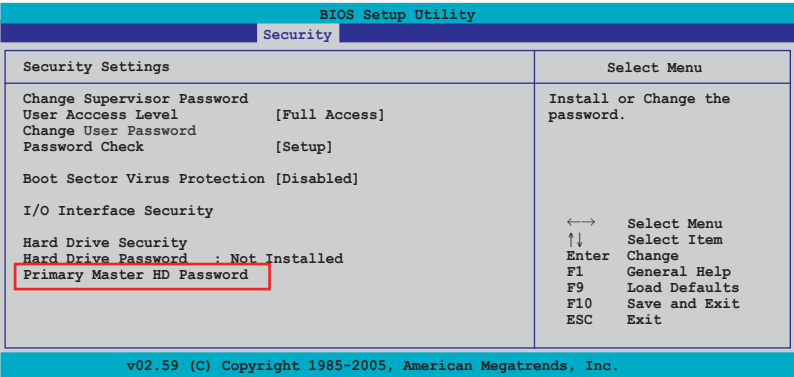 BIOS Setup Utility
Security
Security Settings
Change Supervisor Password
User Acccess Level [Full Access]
Change User Password
Password Check [Setup]
Boot Sector Virus Protection [Disabled]
I/O Interface Security
Hard Drive Security
Hard Drive Password : Not Installed
Primary Master HD Password
Select Menu
Install or Change the
password.
←→ Select Menu
↑↓ Select Item
Enter Change
F1 General Help
F9 Load Defaults
F10 Save and Exit
ESC Exit
v02.59 (C) Copyright 1985-2005, American Megatrends, Inc.